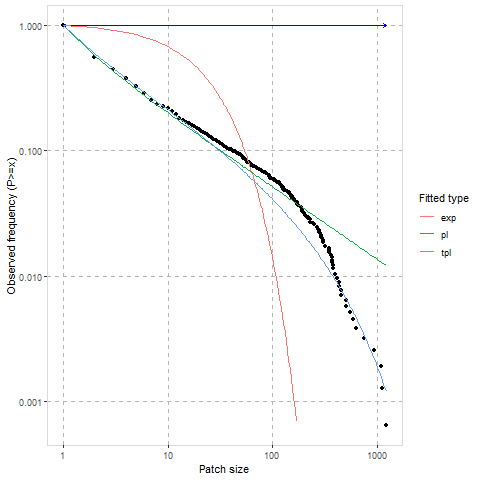 1.000
0.100
0.010
0.001
Observed frequency (P>=x)
1
10
100
1000
Patch size
Fitted type
exp
pl
tpl